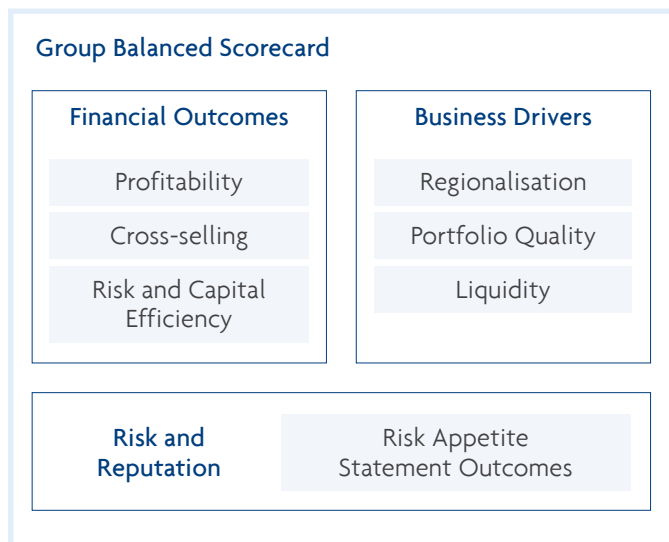 Group Balanced Scorecard
Financial Outcomes
Profitability
Cross-selling
Risk and Capital
Efficiency
Business Drivers
Regionalisation
Portfolio Quality
Liquidity
Risk and
Reputation
Risk Appetite
Statement Outcomes